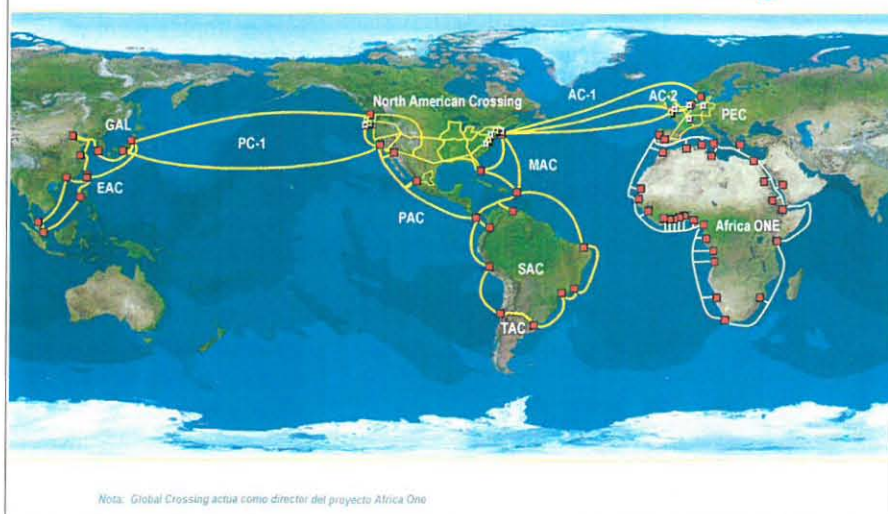 North American Crossing
AC-1
AC-2
PEC
GAL
PC-1
EAC
MAC
PAC
SAC
TAC
Africa ONE
Nota: Global Crossing actúa como director del proyecto Africa One